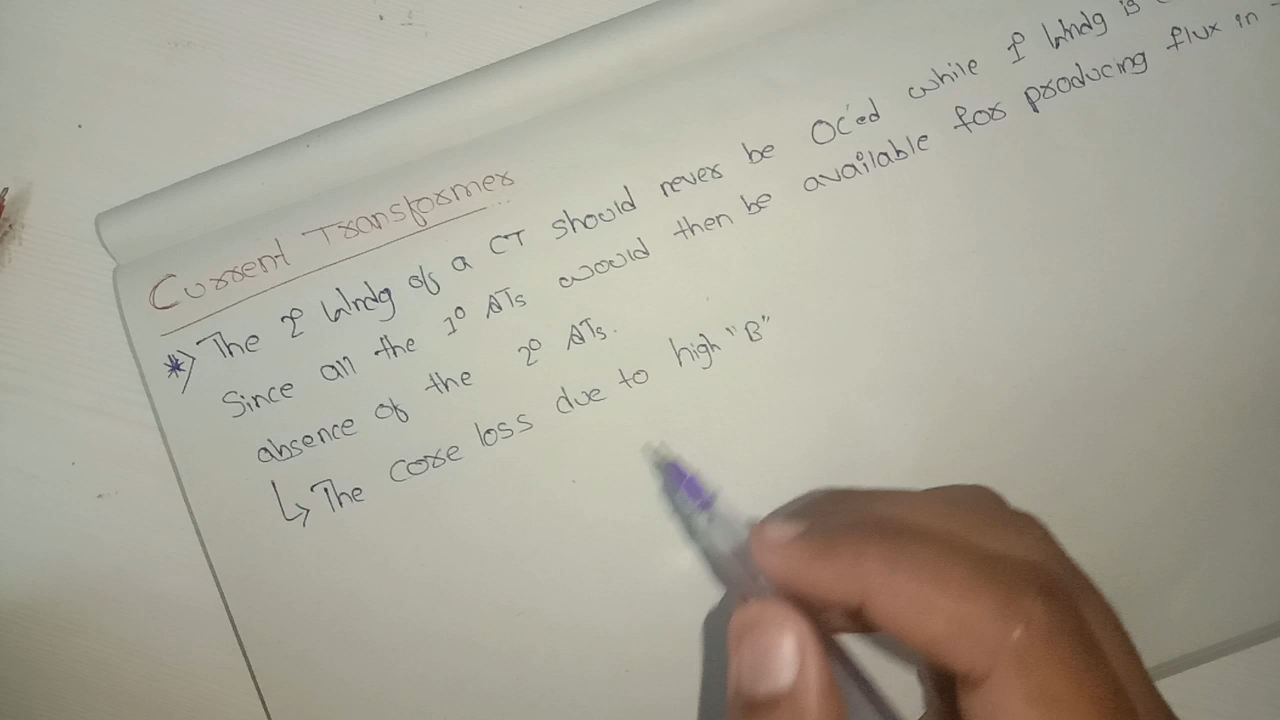 Current Transformer
*) The 2° Wndg of a CT should never be OC'ed while 1° Wndg is
Since all the 1° ATs would then be available for producing flux in
absence of the 2° ATs.
↳ The core loss due to high "B"